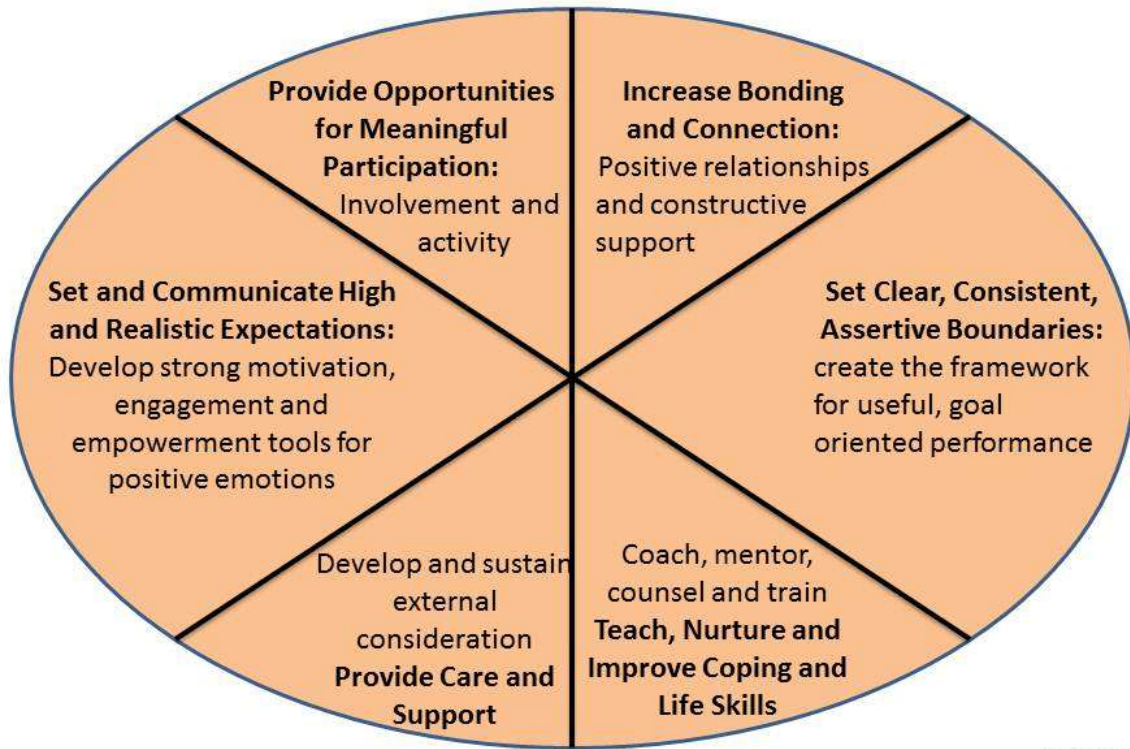 Provide Opportunities
for Meaningful
Participation:
Involvement and
activity
Increase Bonding
and Connection:
Positive relationships
and constructive
support
Set Clear, Consistent,
Assertive Boundaries:
create the framework
for useful, goal
oriented performance
Coach, mentor,
counsel and train
Teach, Nurture and
Improve Coping and
Life Skills
Develop and sustain
external
consideration
Provide Care and
Support
Set and Communicate High
and Realistic Expectations:
Develop strong motivation,
engagement and
empowerment tools for
positive emotions